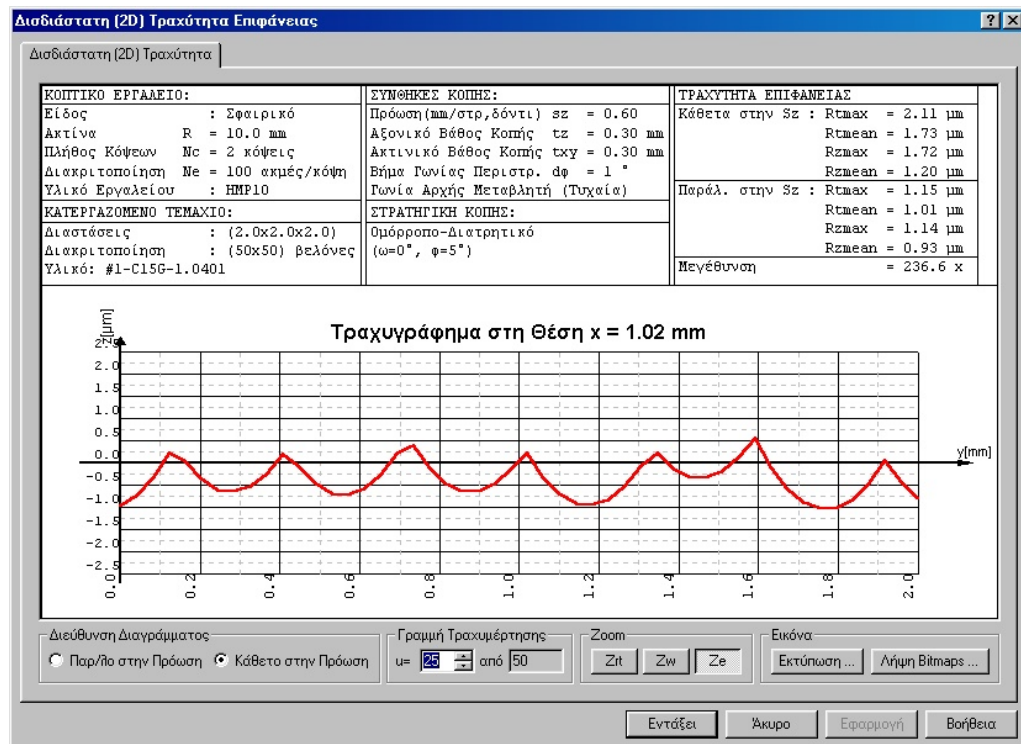 Δισδιάστατη (2D) Τραχύτητα Επιφάνειας
Δισδιάστατη (2D) Τραχύτητα
ΚΟΠΤΙΚΟ ΕΡΓΑΛΕΙΟ:
Είδος : Σφαιρικό
Ακτίνα R = 10.0 mm
Πλήθος Κόψεων Nc = 2 κόψεις
Διακριτοποίηση Ne = 100 ακμές/κόψη
Υλικό Εργαλείου : HMP10
ΚΑΤΕΡΓΑΖΟΜΕΝΟ ΤΕΜΑΧΙΟ:
Διαστάσεις : (2.0x2.0x2.0)
Διακριτοποίηση : (50x50) βελόνες
Υλικό: #1-C15G-1.0401
ΣΥΝΘΗΚΕΣ ΚΟΠΗΣ:
Πρόωση(mm/στρ,δόντι) sz = 0.60
Αξονικό Βάθος Κοπής tz = 0.30 mm
Ακτινικό Βάθος Κοπής txy = 0.30 mm
Βήμα Γωνίας Περιστρ. dφ = 1 °
Γωνία Αρχής Μεταβλητή (Τυχαία)
ΣΤΡΑΤΗΓΙΚΗ ΚΟΠΗΣ:
Ομόρροπο-Διατρητικό
(ω=0°, φ=5°)
ΤΡΑΧΥΤΗΤΑ ΕΠΙΦΑΝΕΙΑΣ
Κάθετα στην Sz : Rtmax = 2.11 μm
Rtmean = 1.73 μm
Rzmax = 1.72 μm
Rzmean = 1.20 μm
Παράλ. στην Sz : Rtmax = 1.15 μm
Rtmean = 1.01 μm
Rzmax = 1.14 μm
Rzmean = 0.93 μm
Μεγέθυνση = 236.6 x
Τραχυγράφημα στη Θέση x = 1.02 mm
z[μm]
2.5
2.0
1.5
1.0
0.5
0.0
-0.5
-1.0
-1.5
-2.0
-2.5
y[mm]
0.0 0.2 0.4 0.6 0.8 1.0 1.2 1.4 1.6 1.8 2.0
Διεύθυνση Διαγράμματος
Παρ/λο στην Πρόωση Κάθετο στην Πρόωση
Γραμμή Τραχυμέρτησης
u= 25 από 50
Zoom
Zrt Zw Ze
Εικόνα
Εκτύπωση ... Λήψη Bitmaps ...
Εντάξει Άκυρο Εφαρμογή Βοήθεια